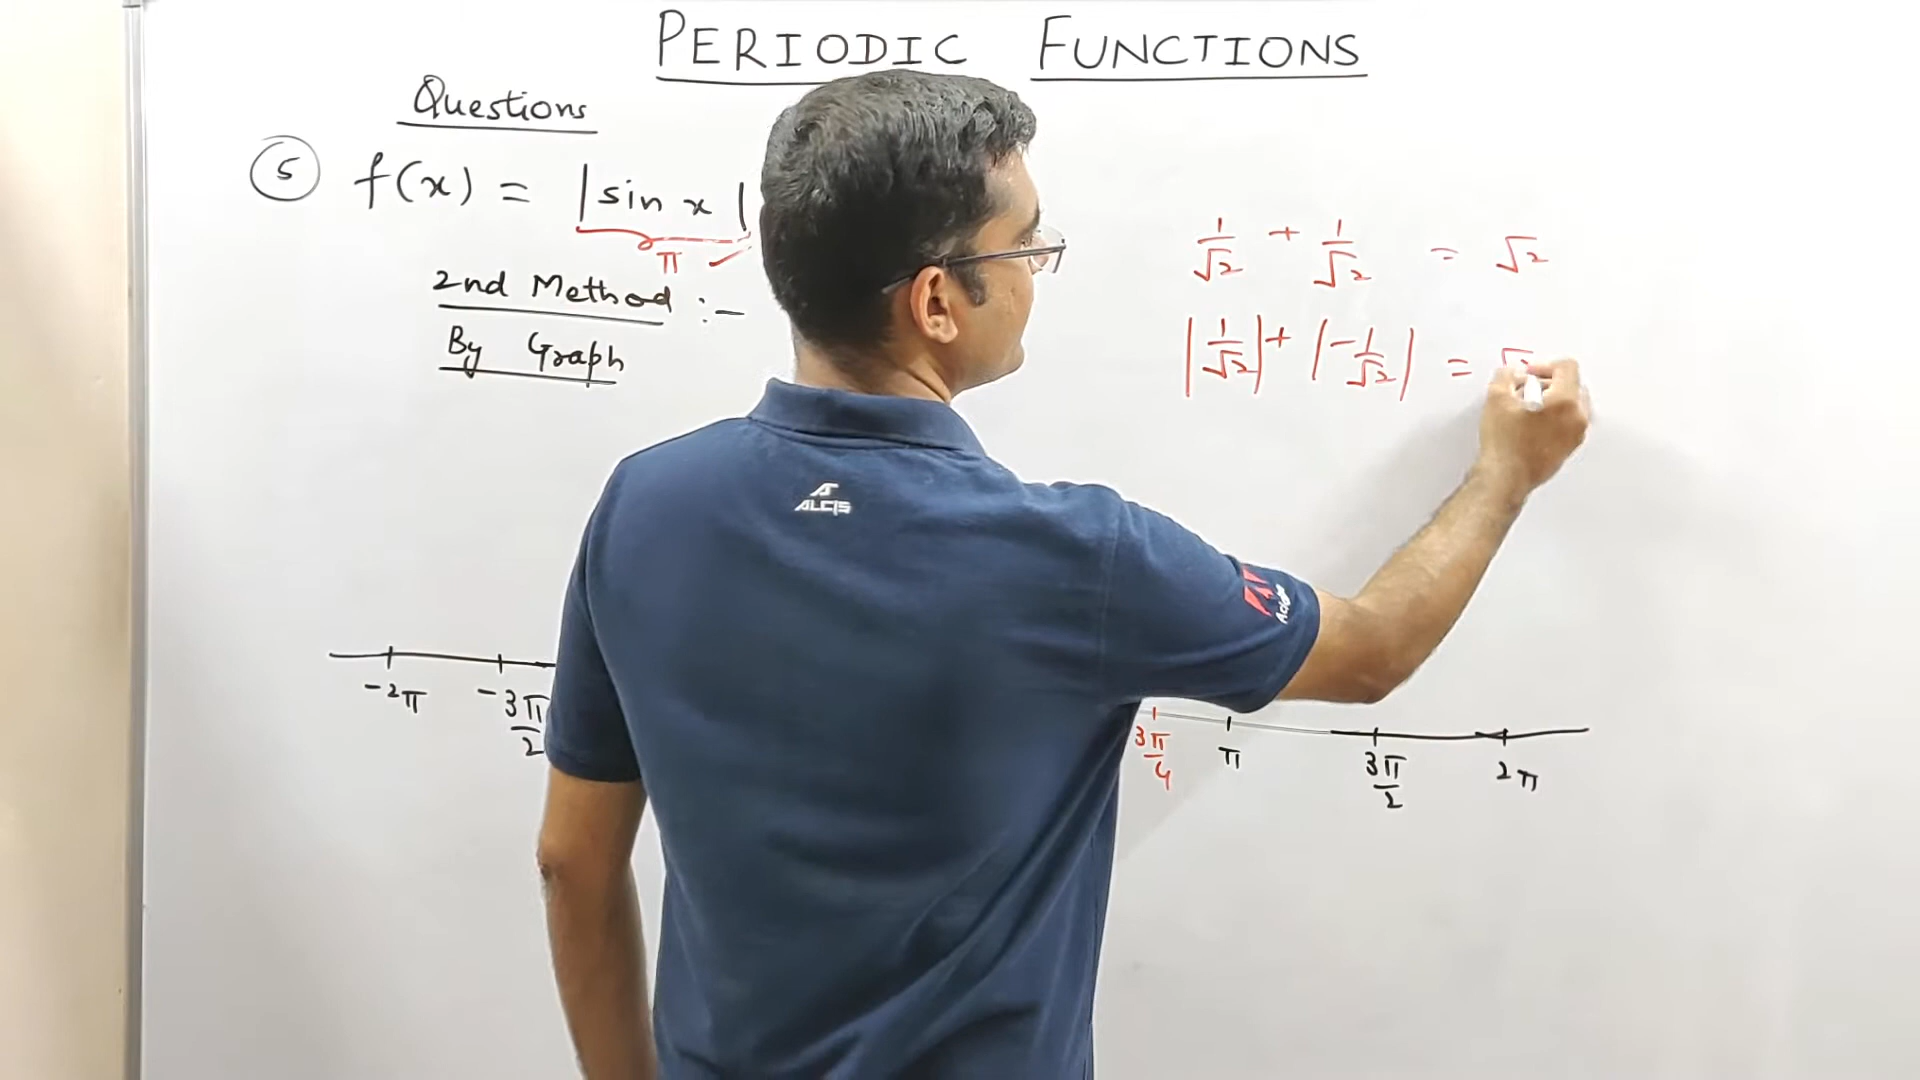 PERIODIC FUNCTIONS
Questions
5 f(x) = |sin x|
π
2nd Method :-
By Graph
1/√2 + 1/√2 = √2
|1/√2| + |-1/√2| = √2
ALCIS
-2π -3π/2 3π/4 π 3π/2 2π